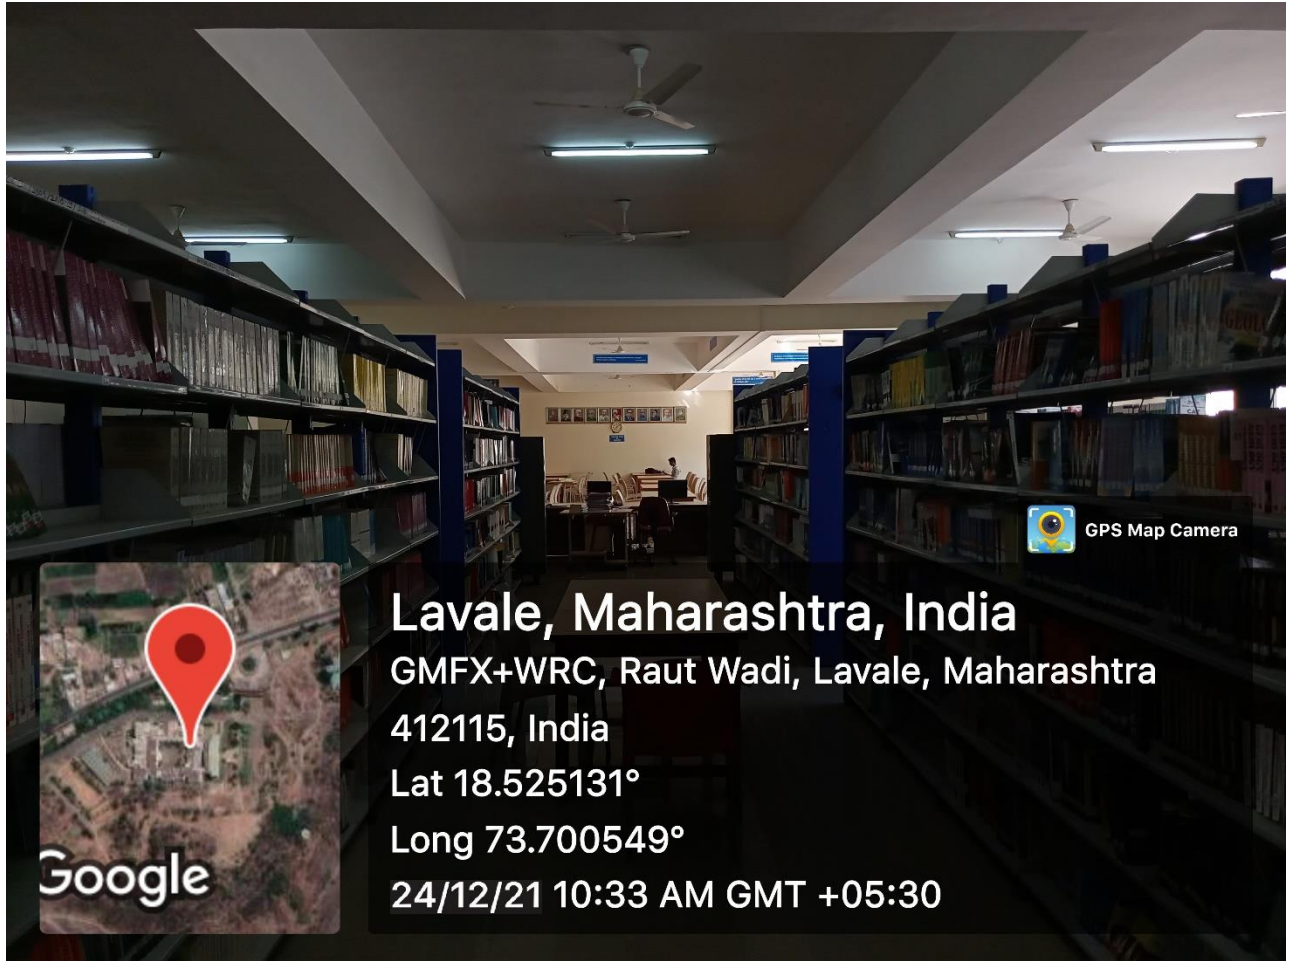 GEOL
GPS Map Camera
Lavale, Maharashtra, India
GMFX+WRC, Raut Wadi, Lavale, Maharashtra
412115, India
Lat 18.525131°
Long 73.700549°
24/12/21 10:33 AM GMT +05:30
Google